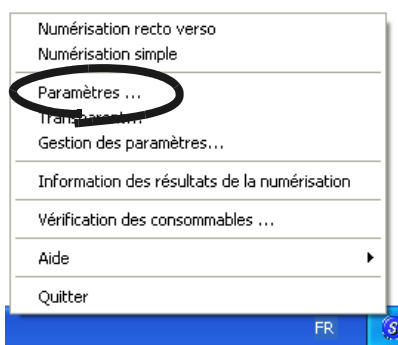 Numérisation recto verso
Numérisation simple
Paramètres ...
Transparent...
Gestion des paramètres...
Information des résultats de la numérisation
Vérification des consommables ...
Aide
Quitter
FR
S